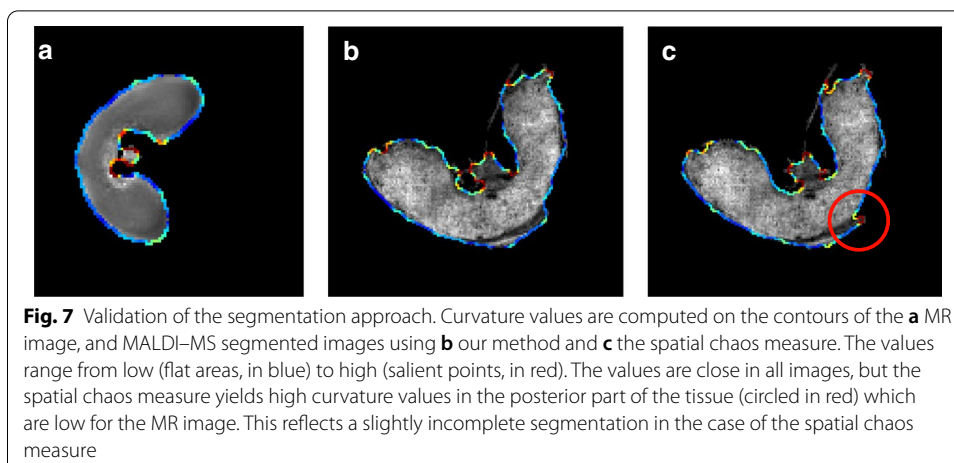 a
b
c
Fig. 7 Validation of the segmentation approach. Curvature values are computed on the contours of the a MR
image, and MALDI–MS segmented images using b our method and c the spatial chaos measure. The values
range from low (flat areas, in blue) to high (salient points, in red). The values are close in all images, but the
spatial chaos measure yields high curvature values in the posterior part of the tissue (circled in red) which
are low for the MR image. This reflects a slightly incomplete segmentation in the case of the spatial chaos
measure